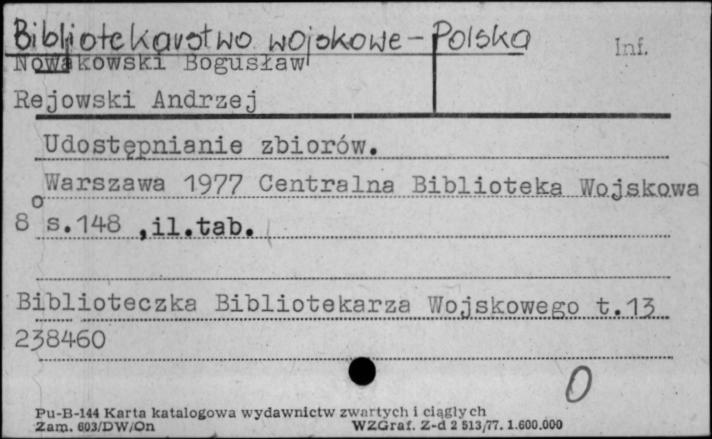 Bibliotekarstwo wojskowe - Polska
Inf.
Nowakowski Bogusław
Rejowski Andrzej
Udostępnianie zbiorów.
Warszawa 1977 Centralna Biblioteka Wojskowa
8° s.148 ,il.tab.
Biblioteczka Bibliotekarza Wojskowego t.13
238460
0
Pu-B-144 Karta katalogowa wydawnictw zwartych i ciągłych
Zam. 603/DW/On WZGraf. Z-d 2 513/77. 1.600.000